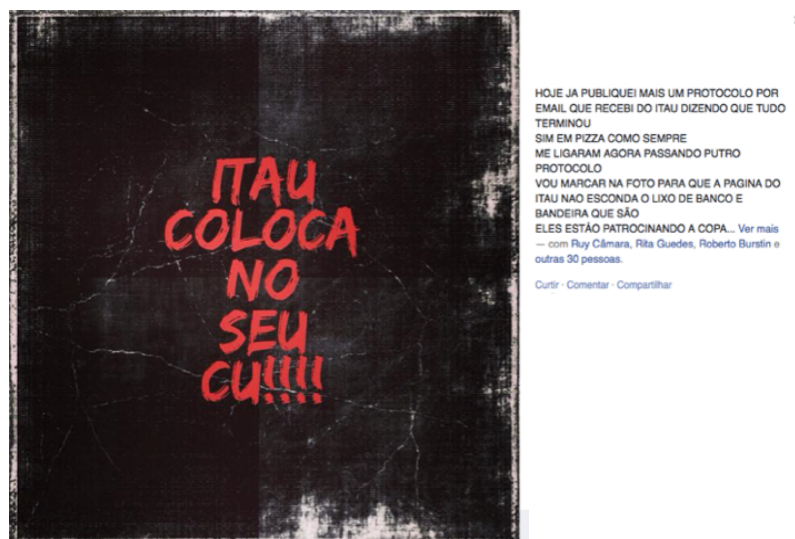 ITAU
COLOCA
NO
SEU
CU!!!!
HOJE JA PUBLIQUEI MAIS UM PROTOCOLO POR
EMAIL QUE RECEBI DO ITAU DIZENDO QUE TUDO
TERMINOU
SIM EM PIZZA COMO SEMPRE
ME LIGARAM AGORA PASSANDO PUTRO
PROTOCOLO
VOU MARCAR NA FOTO PARA QUE A PAGINA DO
ITAU NAO ESCONDA O LIXO DE BANCO E
BANDEIRA QUE SÃO
ELES ESTÃO PATROCINANDO A COPA... Ver mais
— com Ruy Câmara, Rita Guedes, Roberto Burstin e
outras 30 pessoas.
Curtir · Comentar · Compartilhar